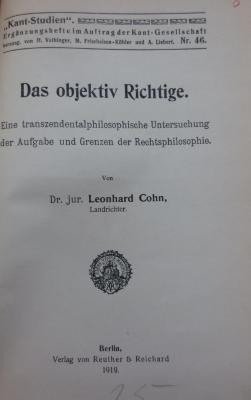 „Kant-Studien".
Ergänzungshefte im Auftrag der Kant-Gesellschaft
herausg. von H. Vaihinger, M. Frischeisen-Köhler und A. Liebert. Nr. 46.
Das objektiv Richtige.
Eine transzendentalphilosophische Untersuchung
der Aufgabe und Grenzen der Rechtsphilosophie.
Von
Dr. jur. Leonhard Cohn,
Landrichter.
Berlin,
Verlag von Reuther & Reichard
1919.